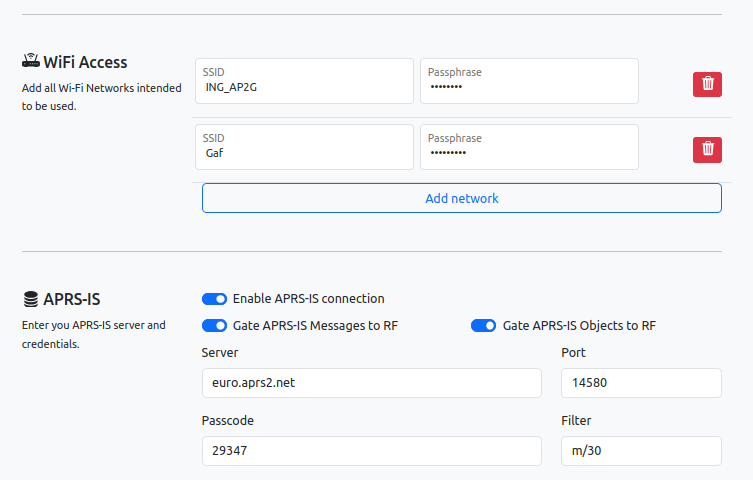 WiFi Access
Add all Wi-Fi Networks intended
to be used.
SSID
ING_AP2G
Passphrase
••••••••
SSID
Gaf
Passphrase
•••••••••
Add network
APRS-IS
Enter you APRS-IS server and
credentials.
Enable APRS-IS connection
Gate APRS-IS Messages to RF
Gate APRS-IS Objects to RF
Server
euro.aprs2.net
Port
14580
Passcode
29347
Filter
m/30